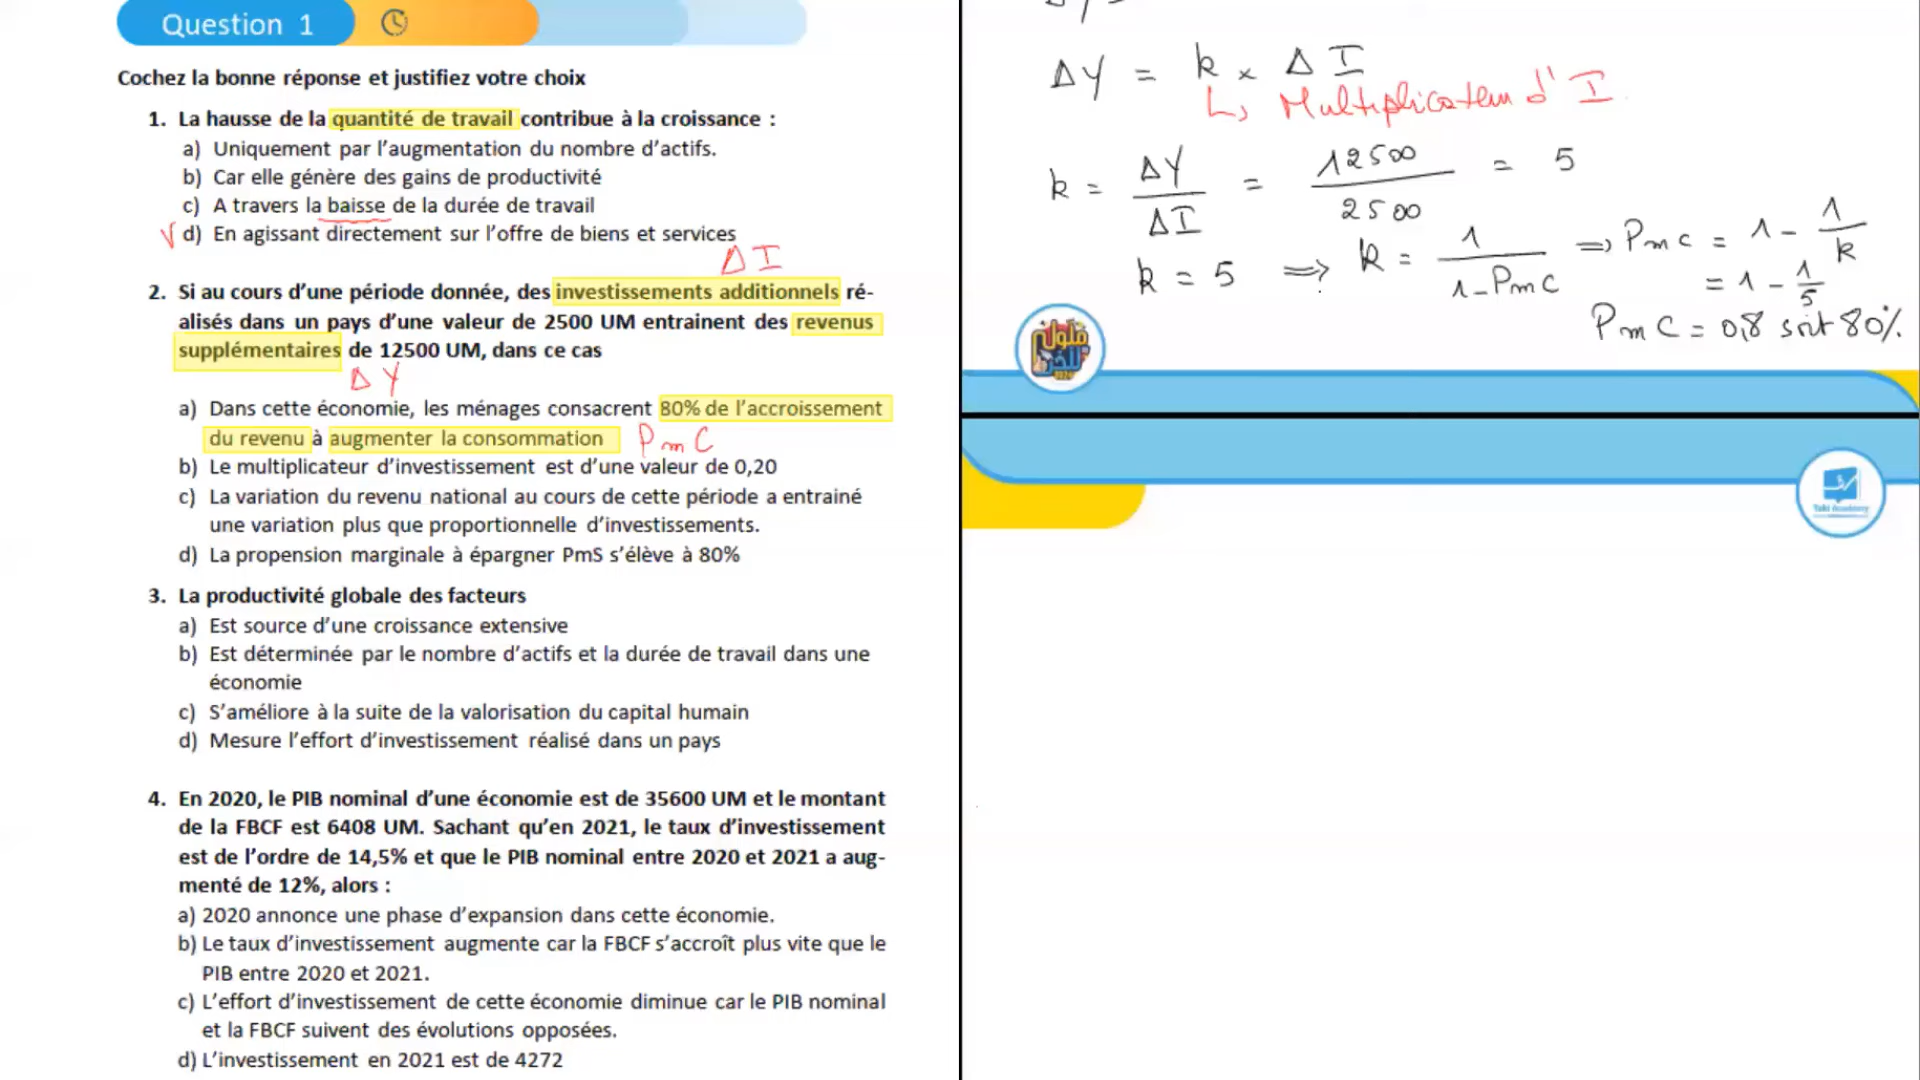 Question 1
Cochez la bonne réponse et justifiez votre choix
1. La hausse de la quantité de travail contribue à la croissance :
a) Uniquement par l’augmentation du nombre d’actifs.
b) Car elle génère des gains de productivité
c) A travers la baisse de la durée de travail
√ d) En agissant directement sur l’offre de biens et services
Δ I
2. Si au cours d’une période donnée, des investissements additionnels ré-
alisés dans un pays d’une valeur de 2500 UM entrainent des revenus
supplémentaires de 12500 UM, dans ce cas
Δ Y
a) Dans cette économie, les ménages consacrent 80% de l’accroissement
du revenu à augmenter la consommation PmC
b) Le multiplicateur d’investissement est d’une valeur de 0,20
c) La variation du revenu national au cours de cette période a entrainé
une variation plus que proportionnelle d’investissements.
d) La propension marginale à épargner PmS s’élève à 80%
3. La productivité globale des facteurs
a) Est source d’une croissance extensive
b) Est déterminée par le nombre d’actifs et la durée de travail dans une
économie
c) S’améliore à la suite de la valorisation du capital humain
d) Mesure l’effort d’investissement réalisé dans un pays
4. En 2020, le PIB nominal d’une économie est de 35600 UM et le montant
de la FBCF est 6408 UM. Sachant qu’en 2021, le taux d’investissement
est de l’ordre de 14,5% et que le PIB nominal entre 2020 et 2021 a aug-
menté de 12%, alors :
a) 2020 annonce une phase d’expansion dans cette économie.
b) Le taux d’investissement augmente car la FBCF s’accroît plus vite que le
PIB entre 2020 et 2021.
c) L’effort d’investissement de cette économie diminue car le PIB nominal
et la FBCF suivent des évolutions opposées.
d) L’investissement en 2021 est de 4272
ΔY = k × ΔI
↳ Multiplicateur d'I
k = ΔY / ΔI = 12500 / 2500 = 5
k = 5 ⇒ k = 1 / 1-PmC ⇒ PmC = 1 - 1/k
= 1 - 1/5
PmC = 0,8 soit 80%.
Taki Academy